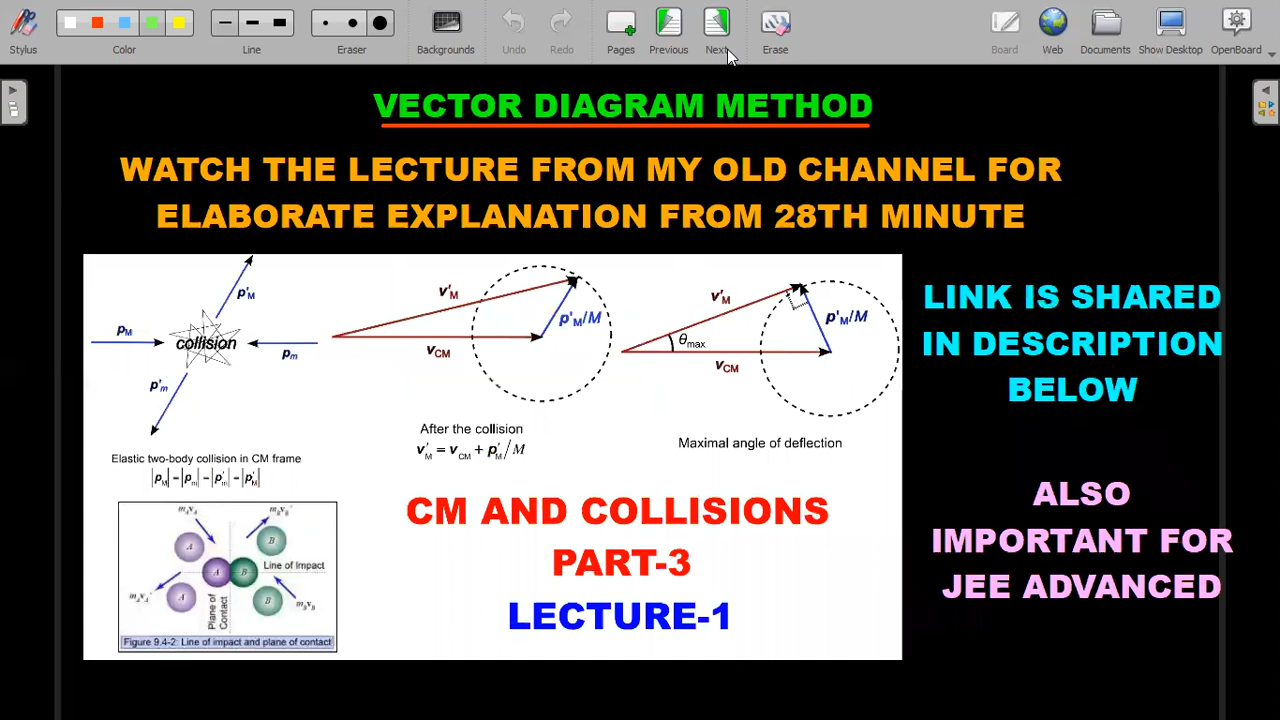 Stylus
Color
Line
Eraser
Backgrounds
Undo
Redo
Pages
Previous
Next
Erase
Board
Web
Documents
Show Desktop
OpenBoard
VECTOR DIAGRAM METHOD
WATCH THE LECTURE FROM MY OLD CHANNEL FOR
ELABORATE EXPLANATION FROM 28TH MINUTE
p'M
pM
collision
pm
p'm
Elastic two-body collision in CM frame
|pM| = |pm| = |p'm| = |p'M|
v'M
p'M/M
vCM
After the collision
v'M = vCM + p'M/M
v'M
θmax
p'M/M
vCM
Maximal angle of deflection
LINK IS SHARED
IN DESCRIPTION
BELOW
mAvA
mBvB'
A
B
A
B
Line of Impact
A
B
mAvA'
mBvB
Plane of
Contact
Figure 9.4-2: Line of impact and plane of contact
CM AND COLLISIONS
PART-3
LECTURE-1
ALSO
IMPORTANT FOR
JEE ADVANCED